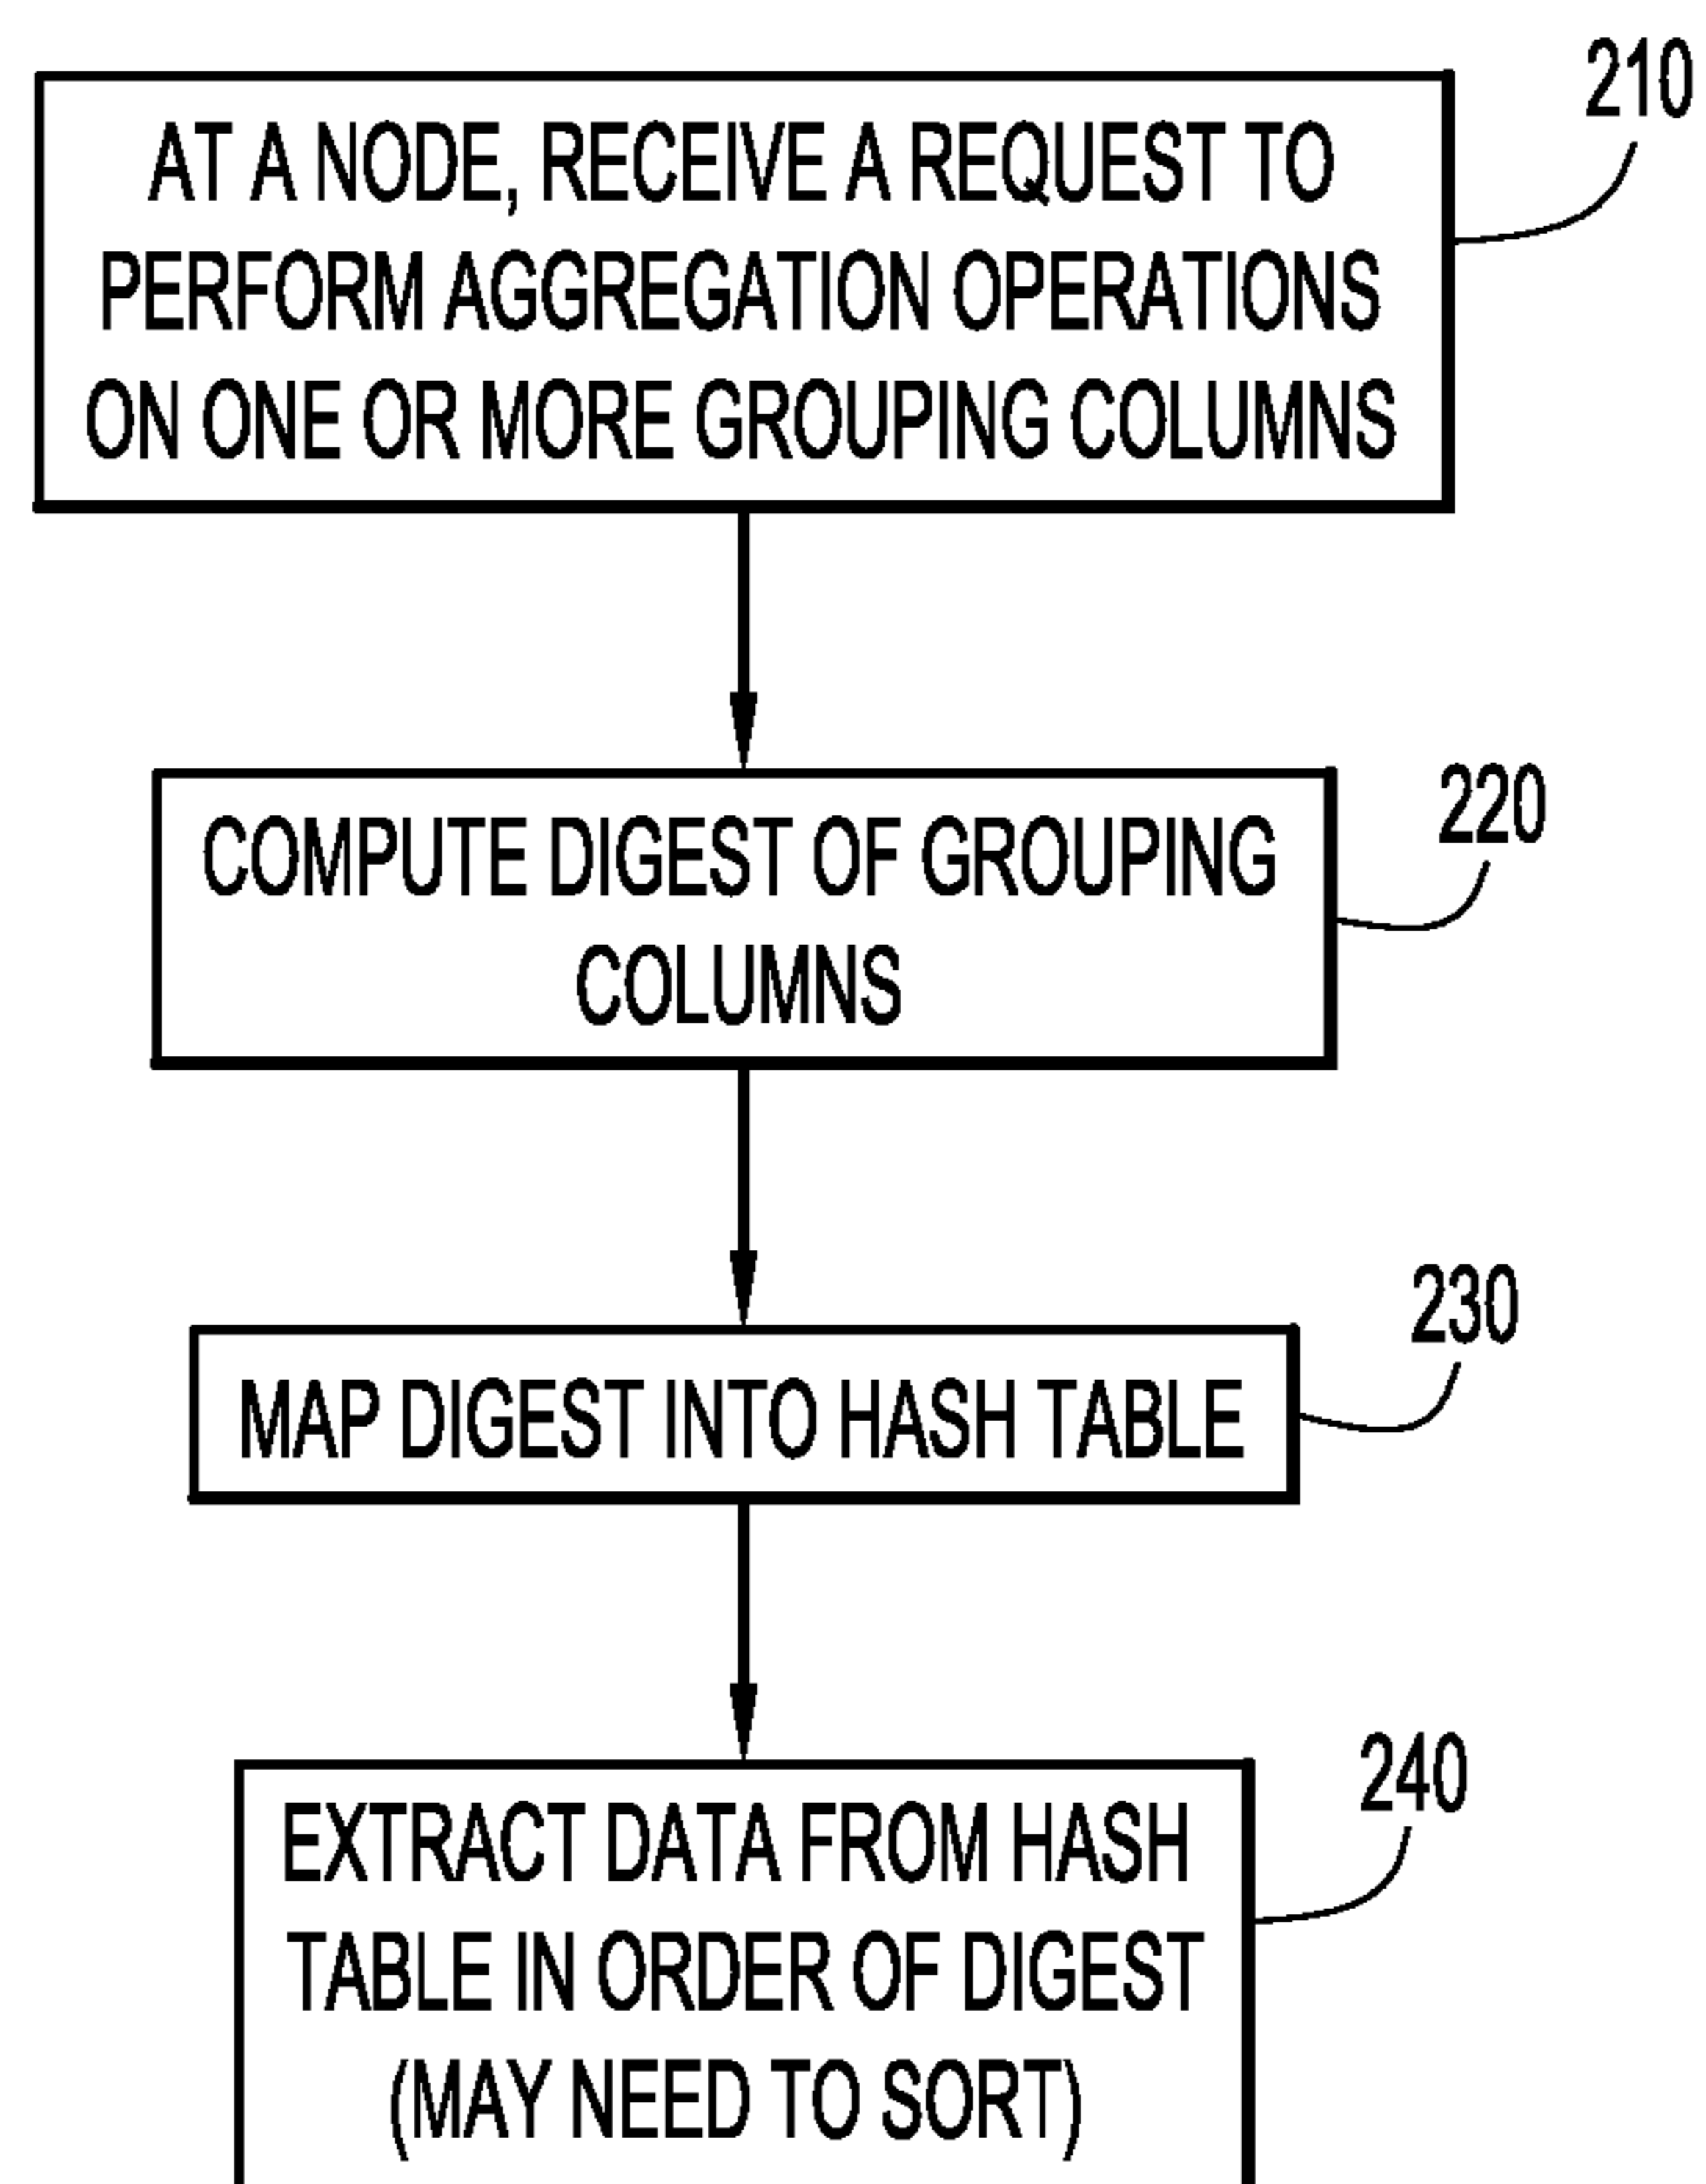 210
AT A NODE, RECEIVE A REQUEST TO
PERFORM AGGREGATION OPERATIONS
ON ONE OR MORE GROUPING COLUMNS
220
COMPUTE DIGEST OF GROUPING
COLUMNS
230
MAP DIGEST INTO HASH TABLE
240
EXTRACT DATA FROM HASH
TABLE IN ORDER OF DIGEST
(MAY NEED TO SORT)